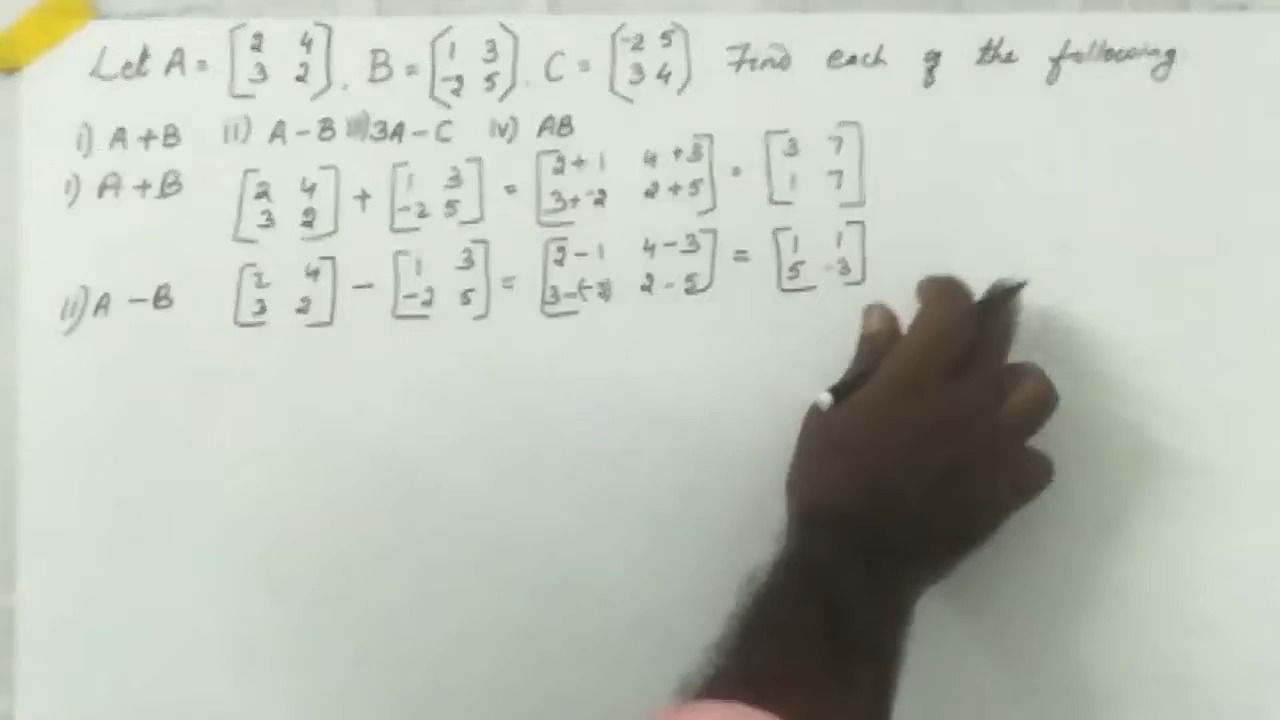 Let A = [2 4 3 2]. B = (1 3 -2 5). C = (-2 5 3 4) Find each of the following
i) A + B ii) A - B iii) 3A - C iv) AB
i) A + B [2 4 3 2] + [1 3 -2 5] = [2+1 4+3 3+-2 2+5] = [3 7 1 7]
ii) A - B [2 4 3 2] - [1 3 -2 5] = [2-1 4-3 3-(-2) 2-5] = [1 1 5 -3]